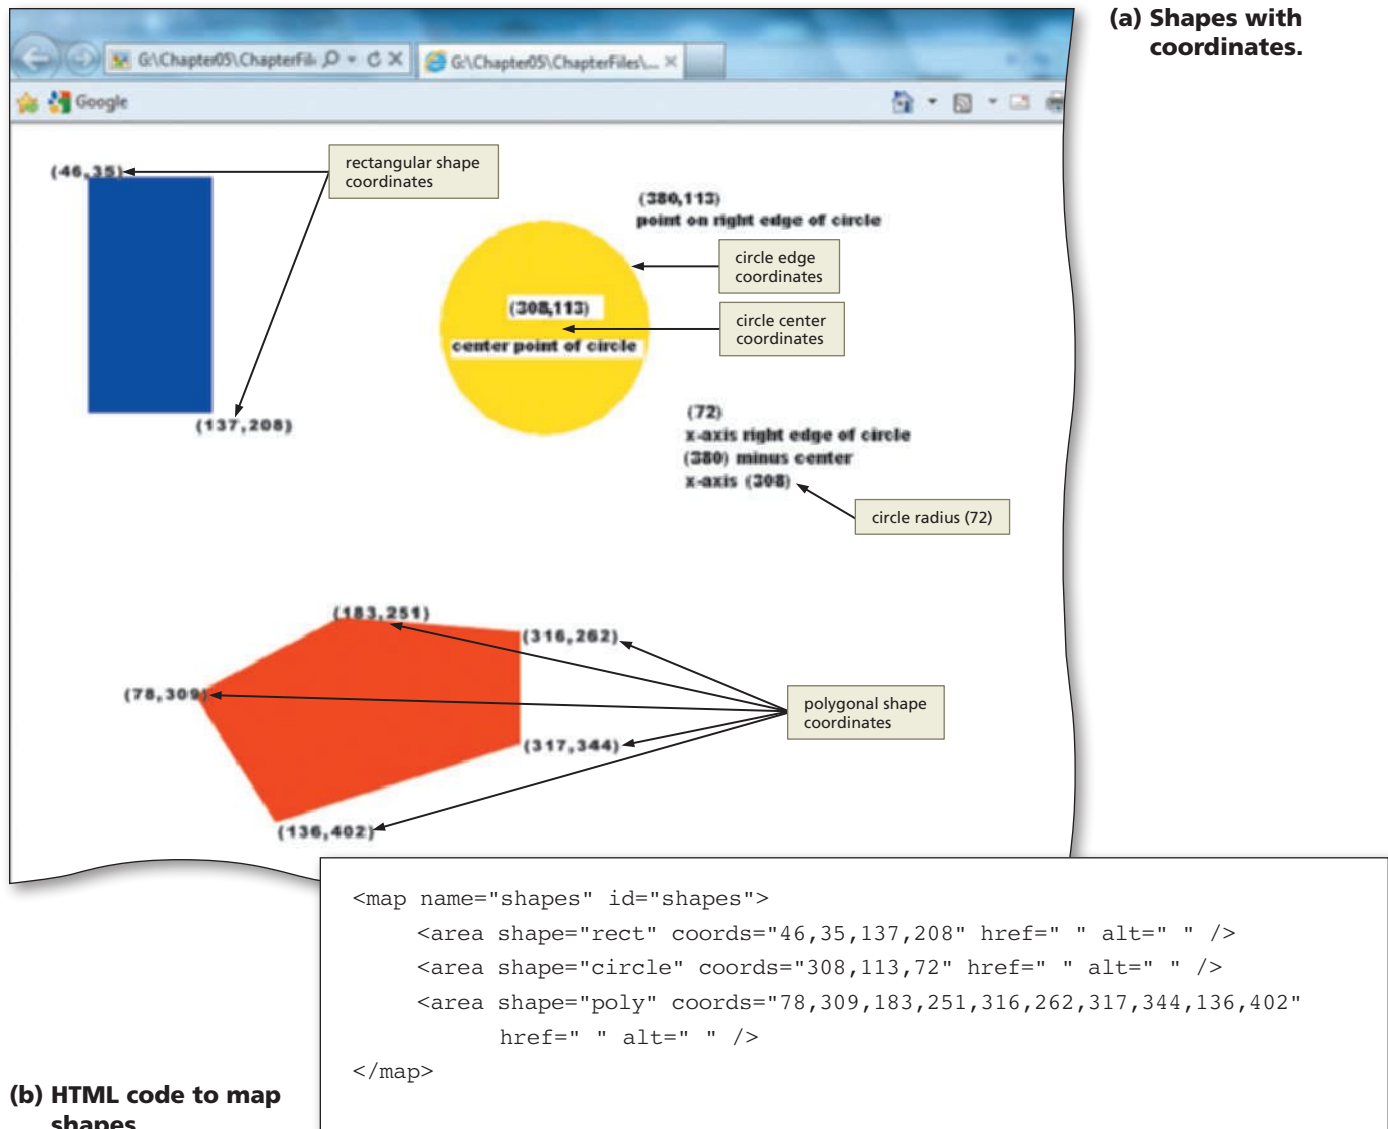 (a) Shapes with
coordinates.
G:\Chapter05\ChapterFil
G:\Chapter05\ChapterFiles\...
Google
(46,35)
rectangular shape
coordinates
(137,208)
(380,113)
point on right edge of circle
circle edge
coordinates
(308,113)
center point of circle
circle center
coordinates
(72)
x-axis right edge of circle
(380) minus center
x-axis (308)
circle radius (72)
(183,251)
(316,262)
(78,309)
polygonal shape
coordinates
(317,344)
(136,402)
<map name="shapes" id="shapes">
<area shape="rect" coords="46,35,137,208" href=" " alt=" " />
<area shape="circle" coords="308,113,72" href=" " alt=" " />
<area shape="poly" coords="78,309,183,251,316,262,317,344,136,402"
href=" " alt=" " />
</map>
(b) HTML code to map
shapes